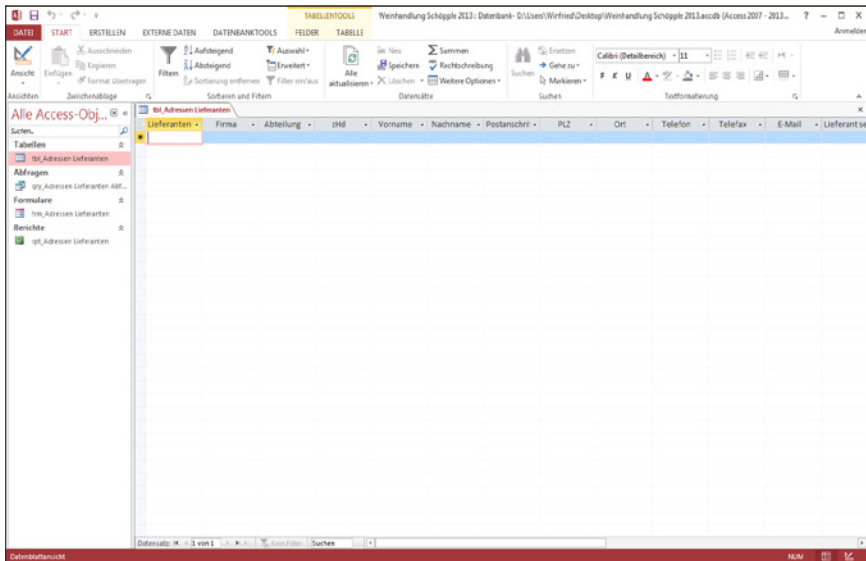 TABELLENTOOLS
Weinhandlung Schöpple 2013 : Datenbank- D:\Users\Winfried\Desktop\Weinhandlung Schöpple 2013.accdb (Access 2007 - 2013...
?
DATEI START ERSTELLEN EXTERNE DATEN DATENBANKTOOLS FELDER TABELLE
Anmelden
Ansicht
Einfügen
Ausschneiden
Kopieren
Format übertragen
Filtern
Aufsteigend
Absteigend
Sortierung entfernen
Auswahl
Erweitert
Filter ein/aus
Alle
aktualisieren
Neu
Speichern
Löschen
Summen
Rechtschreibung
Weitere Optionen
Suchen
Ersetzen
Gehe zu
Markieren
Calibri (Detailbereich) 11
F K U A
Ansichten Zwischenablage Sortieren und Filtern Datensätze Suchen Textformatierung
Alle Access-Obj...
Suchen...
Tabellen
tbl_Adressen Lieferanten
Abfragen
qry_Adressen Lieferanten Abf...
Formulare
frm_Adressen Lieferanten
Berichte
rpt_Adressen Lieferanten
tbl_Adressen Lieferanten
Lieferanten Firma Abteilung zHd Vorname Nachname Postanschrif PLZ Ort Telefon Telefax E-Mail Lieferant se
Datensatz: 1 von 1 Kein Filter Suchen
Datenblattansicht
NUM